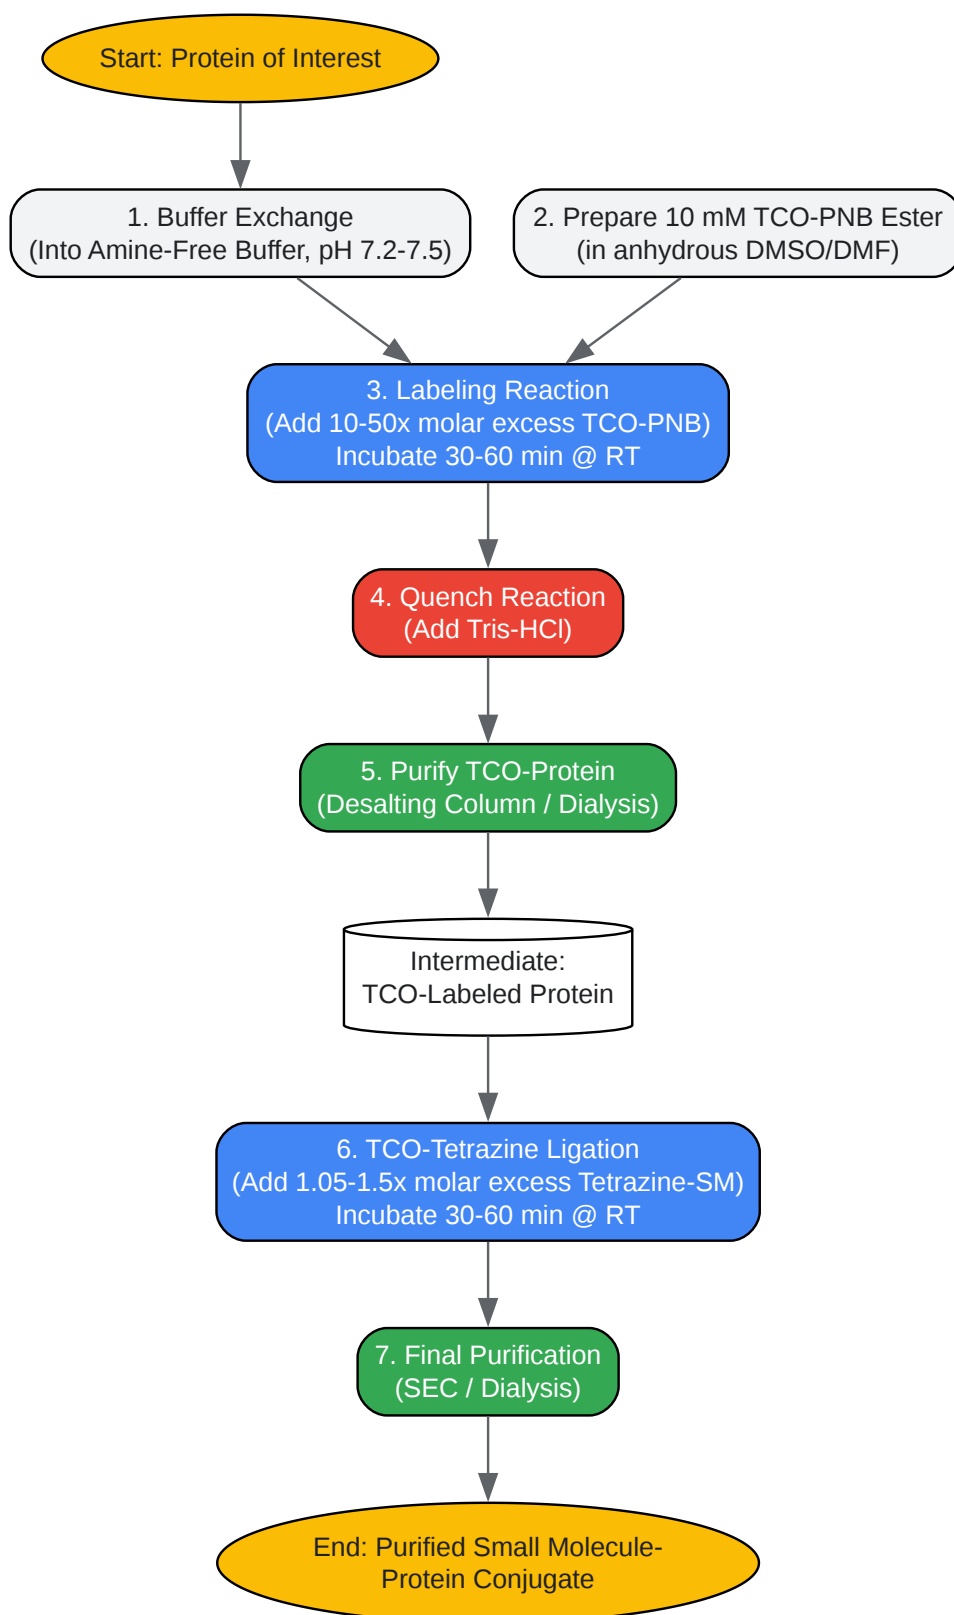 Start: Protein of Interest
1. Buffer Exchange
(Into Amine-Free Buffer, pH 7.2-7.5)
2. Prepare 10 mM TCO-PNB Ester
(in anhydrous DMSO/DMF)
3. Labeling Reaction
(Add 10-50x molar excess TCO-PNB)
Incubate 30-60 min @ RT
4. Quench Reaction
(Add Tris-HCl)
5. Purify TCO-Protein
(Desalting Column / Dialysis)
Intermediate:
TCO-Labeled Protein
6. TCO-Tetrazine Ligation
(Add 1.05-1.5x molar excess Tetrazine-SM)
Incubate 30-60 min @ RT
7. Final Purification
(SEC / Dialysis)
End: Purified Small Molecule-
Protein Conjugate